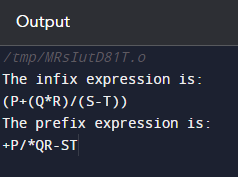 Output
/tmp/MRsIutD81T.o
The infix expression is:
(P+(Q*R)/(S-T))
The prefix expression is:
+P/*QR-ST